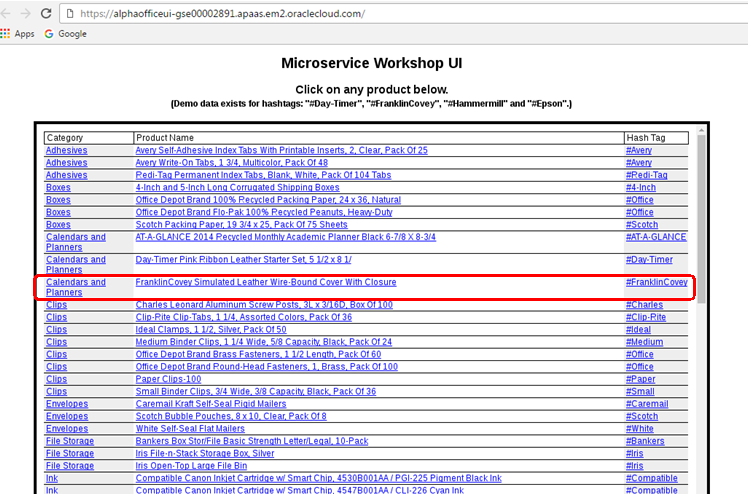 https://alphaofficeui-gse00002891.apaas.em2.oraclecloud.com/
Apps Google
Microservice Workshop UI
Click on any product below.
(Demo data exists for hashtags: "#Day-Timer", "#FranklinCovey", "#Hammermill" and "#Epson".)
Category Product Name Hash Tag
Adhesives Avery Self-Adhesive Index Tabs With Printable Inserts, 2, Clear, Pack Of 25 #Avery
Adhesives Avery Write-On Tabs, 1 3/4, Multicolor, Pack Of 48 #Avery
Adhesives Redi-Tag Permanent Index Tabs, Blank, White, Pack Of 104 Tabs #Redi-Tag
Boxes 4-Inch and 5-Inch Long Corrugated Shipping Boxes #4-Inch
Boxes Office Depot Brand 100% Recycled Packing Paper, 24 x 36, Natural #Office
Boxes Office Depot Brand Flo-Pak 100% Recycled Peanuts, Heavy-Duty #Office
Boxes Scotch Packing Paper, 19 3/4 x 25, Pack Of 75 Sheets #Scotch
Calendars and AT-A-GLANCE 2014 Recycled Monthly Academic Planner Black 6-7/8 X 8-3/4 #AT-A-GLANCE
Planners
Calendars and Day-Timer Pink Ribbon Leather Starter Set, 5 1/2 x 8 1/ #Day-Timer
Planners
Calendars and FranklinCovey Simulated Leather Wire-Bound Cover With Closure #FranklinCovey
Planners
Clips Charles Leonard Aluminum Screw Posts, 3L x 3/16D, Box Of 100 #Charles
Clips Clip-Rite Clip-Tabs, 1 1/4, Assorted Colors, Pack Of 36 #Clip-Rite
Clips Ideal Clamps, 1 1/2, Silver, Pack Of 50 #Ideal
Clips Medium Binder Clips, 1 1/4 Wide, 5/8 Capacity, Black, Pack Of 24 #Medium
Clips Office Depot Brand Brass Fasteners, 1 1/2 Length, Pack Of 60 #Office
Clips Office Depot Brand Round-Head Fasteners, 1, Brass, Pack Of 100 #Office
Clips Paper Clips-100 #Paper
Clips Small Binder Clips, 3/4 Wide, 3/8 Capacity, Black, Pack Of 36 #Small
Envelopes Caremail Kraft Self-Seal Rigid Mailers #Caremail
Envelopes Scotch Bubble Pouches, 8 x 10, Clear, Pack Of 8 #Scotch
Envelopes White Self-Seal Flat Mailers #White
File Storage Bankers Box Stor/File Basic Strength Letter/Legal, 10-Pack #Bankers
File Storage Iris File-n-Stack Storage Box, Silver #Iris
File Storage Iris Open-Top Large File Bin #Iris
Ink Compatible Canon Inkjet Cartridge w/ Smart Chip, 4530B001AA / PGI-225 Pigment Black Ink #Compatible
Ink Compatible Canon Inkjet Cartridge w/ Smart Chip, 4547B001AA / CLI-226 Cyan Ink #Compatible